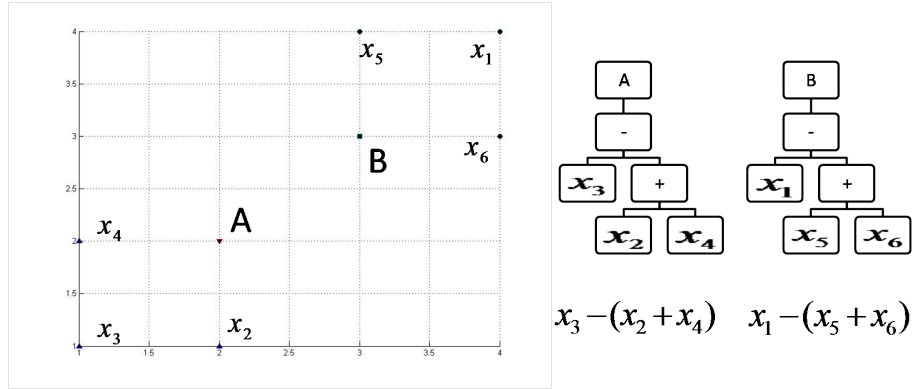 4
x₅
x₁
3.5
3
B
x₆
2.5
A
x₄
2
1.5
x₃
x₂
1
1
1.5
2
2.5
3
3.5
4
A
-
x₃
+
x₂
x₄
B
-
x₁
+
x₅
x₆
x₃−(x₂+x₄)
x₁−(x₅+x₆)